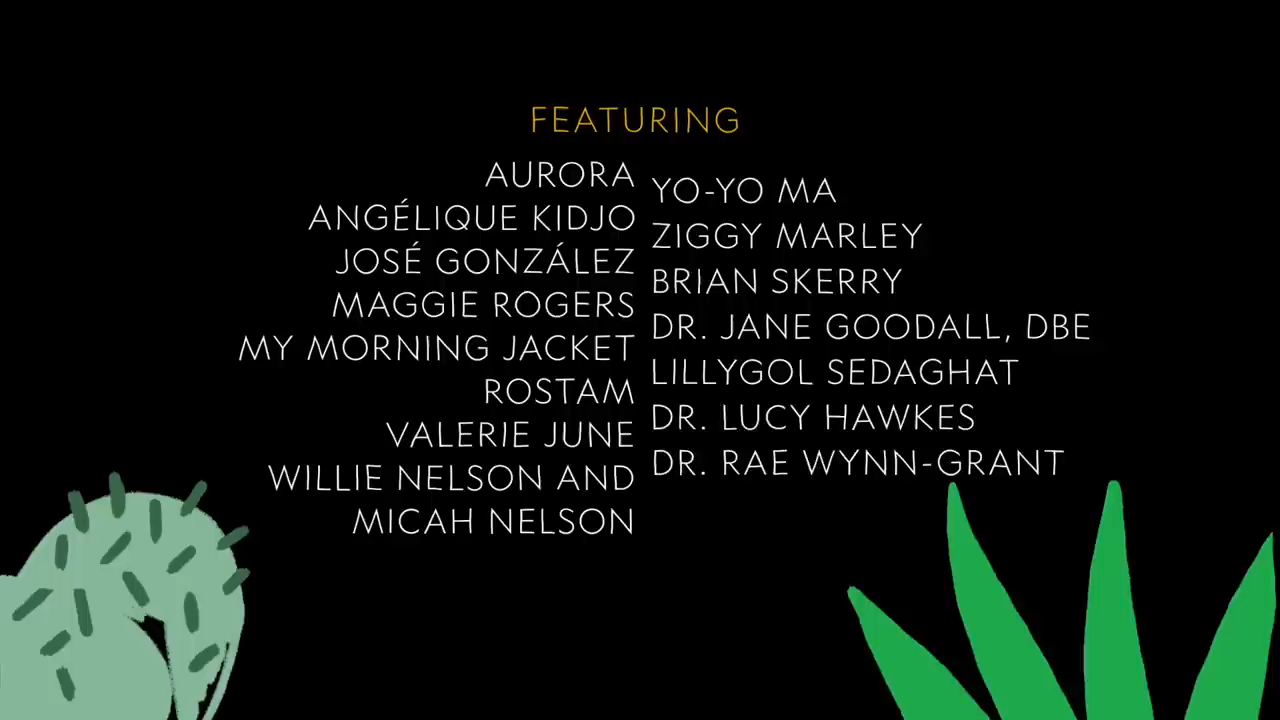 FEATURING
AURORA
ANGÉLIQUE KIDJO
JOSÉ GONZÁLEZ
MAGGIE ROGERS
MY MORNING JACKET
ROSTAM
VALERIE JUNE
WILLIE NELSON AND
MICAH NELSON
YO-YO MA
ZIGGY MARLEY
BRIAN SKERRY
DR. JANE GOODALL, DBE
LILLYGOL SEDAGHAT
DR. LUCY HAWKES
DR. RAE WYNN-GRANT